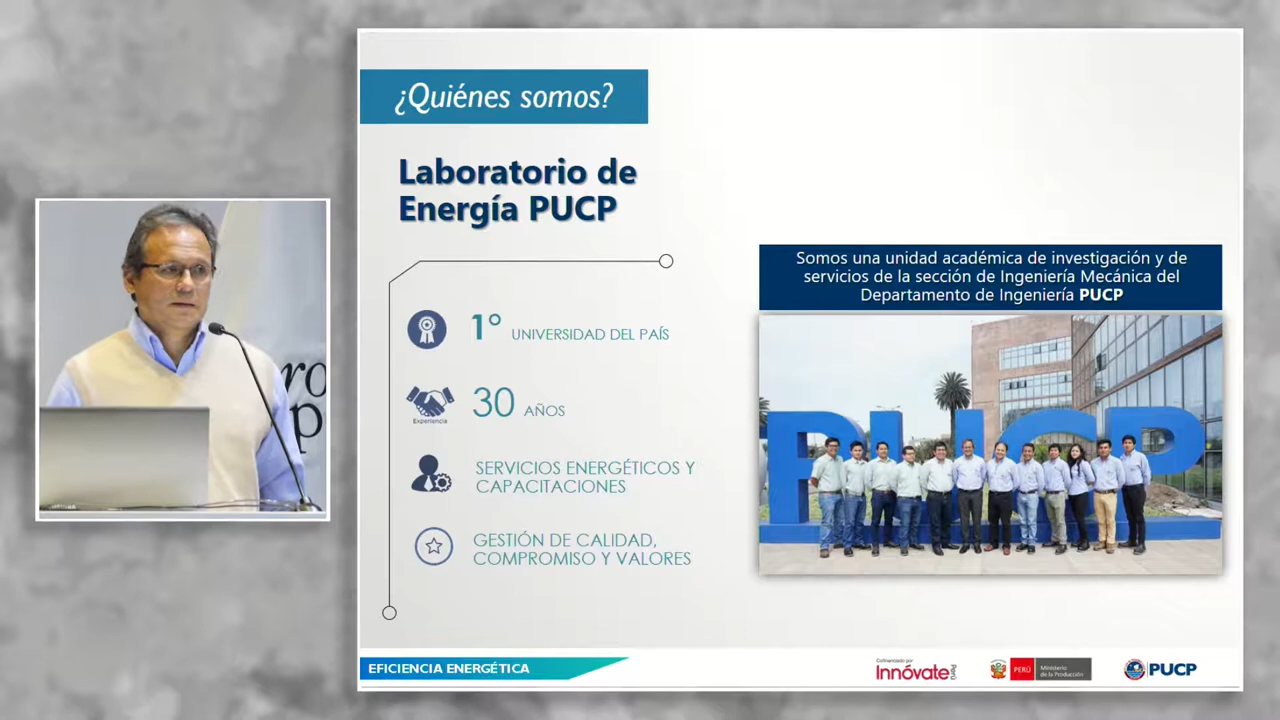 ¿Quiénes somos?
Laboratorio de
Energía PUCP
1° UNIVERSIDAD DEL PAÍS
Experiencia
30 AÑOS
SERVICIOS ENERGÉTICOS Y
CAPACITACIONES
GESTIÓN DE CALIDAD,
COMPROMISO Y VALORES
Somos una unidad académica de investigación y de
servicios de la sección de Ingeniería Mecánica del
Departamento de Ingeniería PUCP
PUCP
EFICIENCIA ENERGÉTICA
Cofinanciado por
Innóvate Perú
PERÚ
Ministerio
de la Producción
PUCP